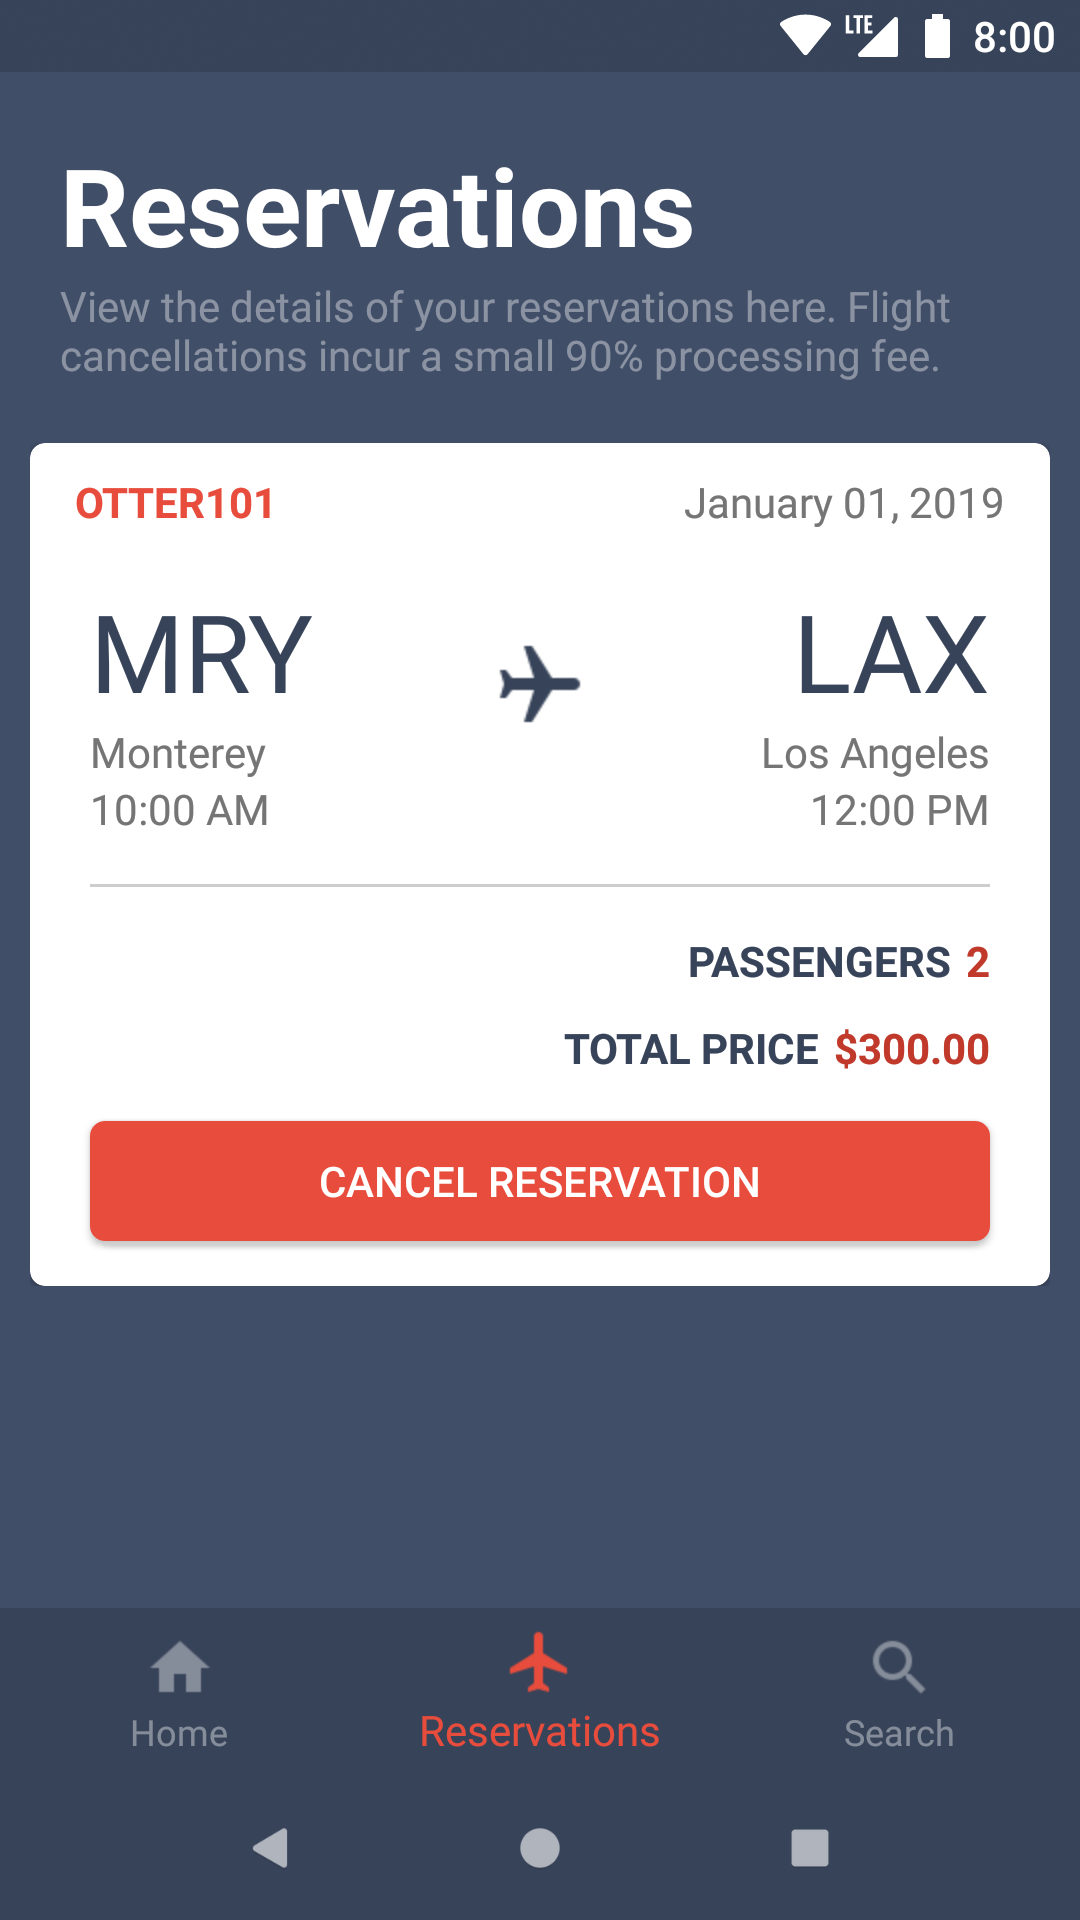 LTE 8:00
Reservations
View the details of your reservations here. Flight
cancellations incur a small 90% processing fee.
OTTER101 January 01, 2019
MRY LAX
Monterey Los Angeles
10:00 AM 12:00 PM
PASSENGERS 2
TOTAL PRICE $300.00
CANCEL RESERVATION
Home Reservations Search